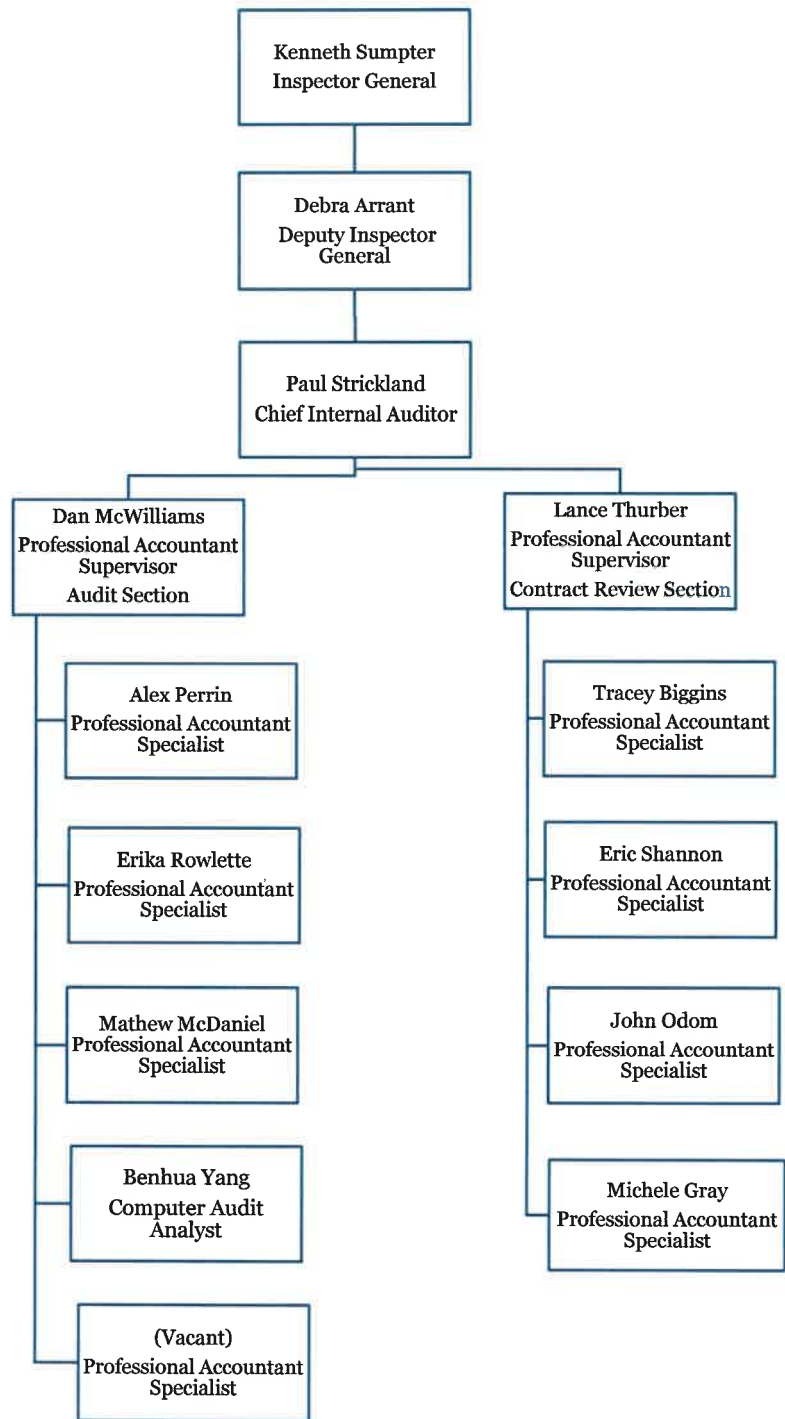 Kenneth Sumpter
Inspector General
Debra Arrant
Deputy Inspector
General
Paul Strickland
Chief Internal Auditor
Dan McWilliams
Professional Accountant
Supervisor
Audit Section
Lance Thurber
Professional Accountant
Supervisor
Contract Review Section
Alex Perrin
Professional Accountant
Specialist
Erika Rowlette
Professional Accountant
Specialist
Mathew McDaniel
Professional Accountant
Specialist
Benhua Yang
Computer Audit
Analyst
(Vacant)
Professional Accountant
Specialist
Tracey Biggins
Professional Accountant
Specialist
Eric Shannon
Professional Accountant
Specialist
John Odom
Professional Accountant
Specialist
Michele Gray
Professional Accountant
Specialist